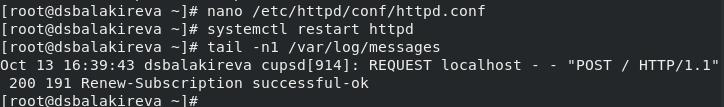 [root@dsbalakireva ~]# nano /etc/httpd/conf/httpd.conf
[root@dsbalakireva ~]# systemctl restart httpd
[root@dsbalakireva ~]# tail -n1 /var/log/messages
Oct 13 16:39:43 dsbalakireva cupsd[914]: REQUEST localhost - - "POST / HTTP/1.1"
 200 191 Renew-Subscription successful-ok
[root@dsbalakireva ~]#